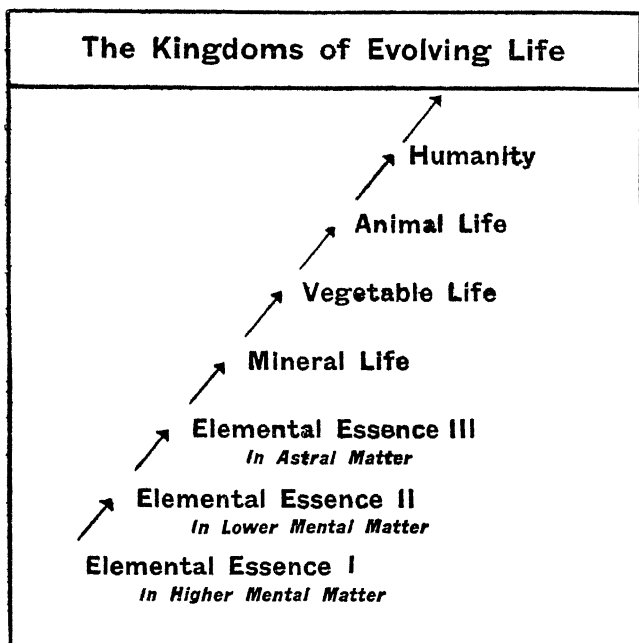 The Kingdoms of Evolving Life
Humanity
Animal Life
Vegetable Life
Mineral Life
Elemental Essence III
In Astral Matter
Elemental Essence II
In Lower Mental Matter
Elemental Essence I
In Higher Mental Matter